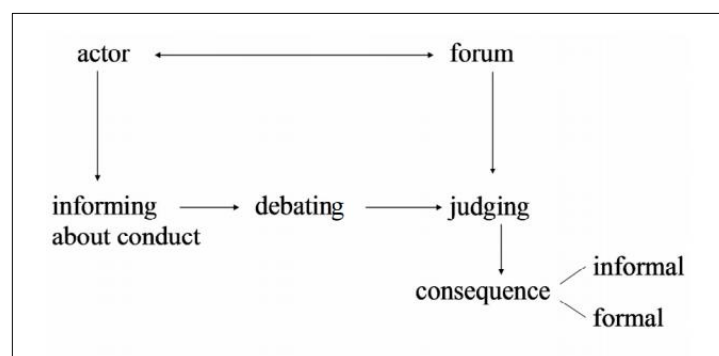 actor
forum
informing
about conduct
debating
judging
consequence
informal
formal